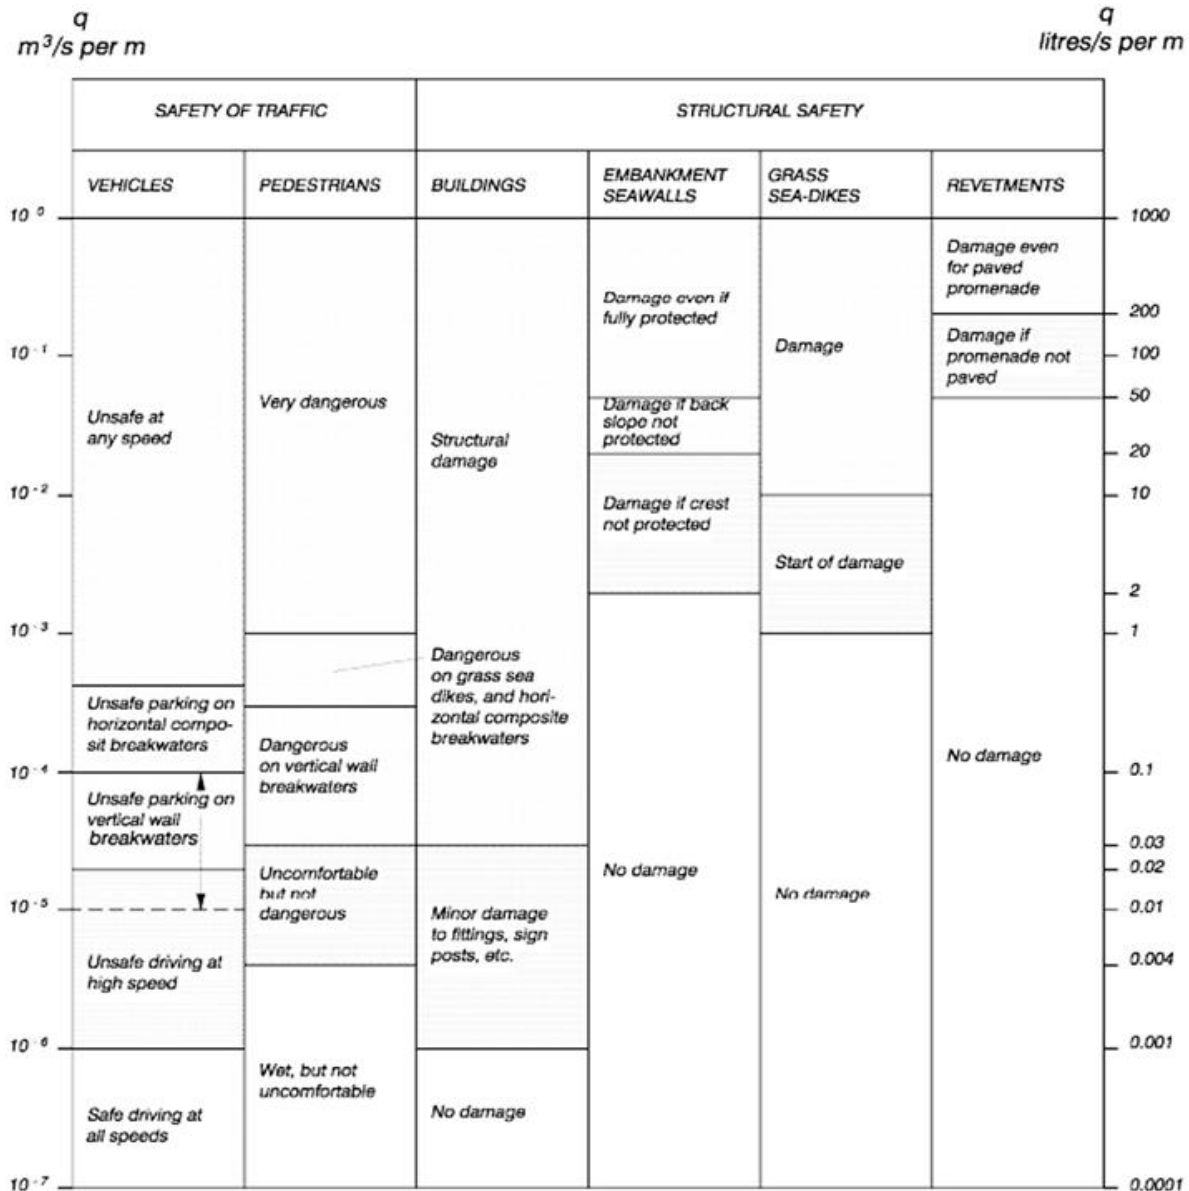 q
m³/s per m
q
litres/s per m
SAFETY OF TRAFFIC
STRUCTURAL SAFETY
VEHICLES
PEDESTRIANS
BUILDINGS
EMBANKMENT
SEAWALLS
GRASS
SEA-DIKES
REVETMENTS
10⁰
10⁻¹
10⁻²
10⁻³
10⁻⁴
10⁻⁵
10⁻⁶
10⁻⁷
Unsafe at
any speed
Unsafe parking on
horizontal compo-
sit breakwaters
Unsafe parking on
vertical wall
breakwaters
Unsafe driving at
high speed
Safe driving at
all speeds
Very dangerous
Dangerous
on vertical wall
breakwaters
Uncomfortable
but not
dangerous
Wet, but not
uncomfortable
Structural
damage
Dangerous
on grass sea
dikes, and hori-
zontal composite
breakwaters
Minor damage
to fittings, sign
posts, etc.
No damage
Damage even if
fully protected
Damage if back
slope not
protected
Damage if crest
not protected
No damage
Damage
Start of damage
No damage
Damage even
for paved
promenade
Damage if
promenade not
paved
No damage
1000
200
100
50
20
10
2
1
0.1
0.03
0.02
0.01
0.004
0.001
0.0001